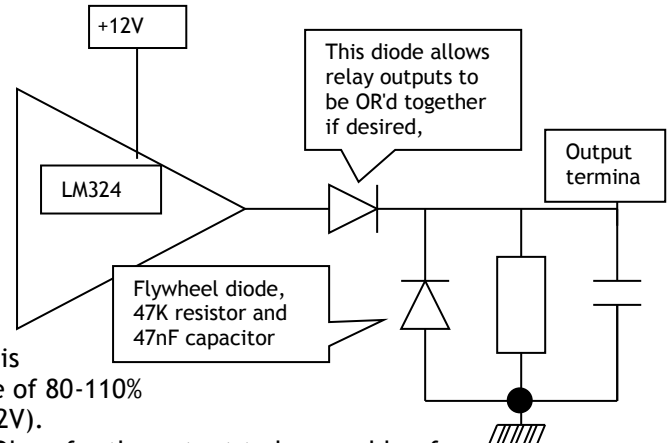 +12V
This diode allows
relay outputs to
be OR'd together
if desired,
Output
termina
LM324
Flywheel diode,
47K resistor and
47nF capacitor
is
e of 80-110%
2V).